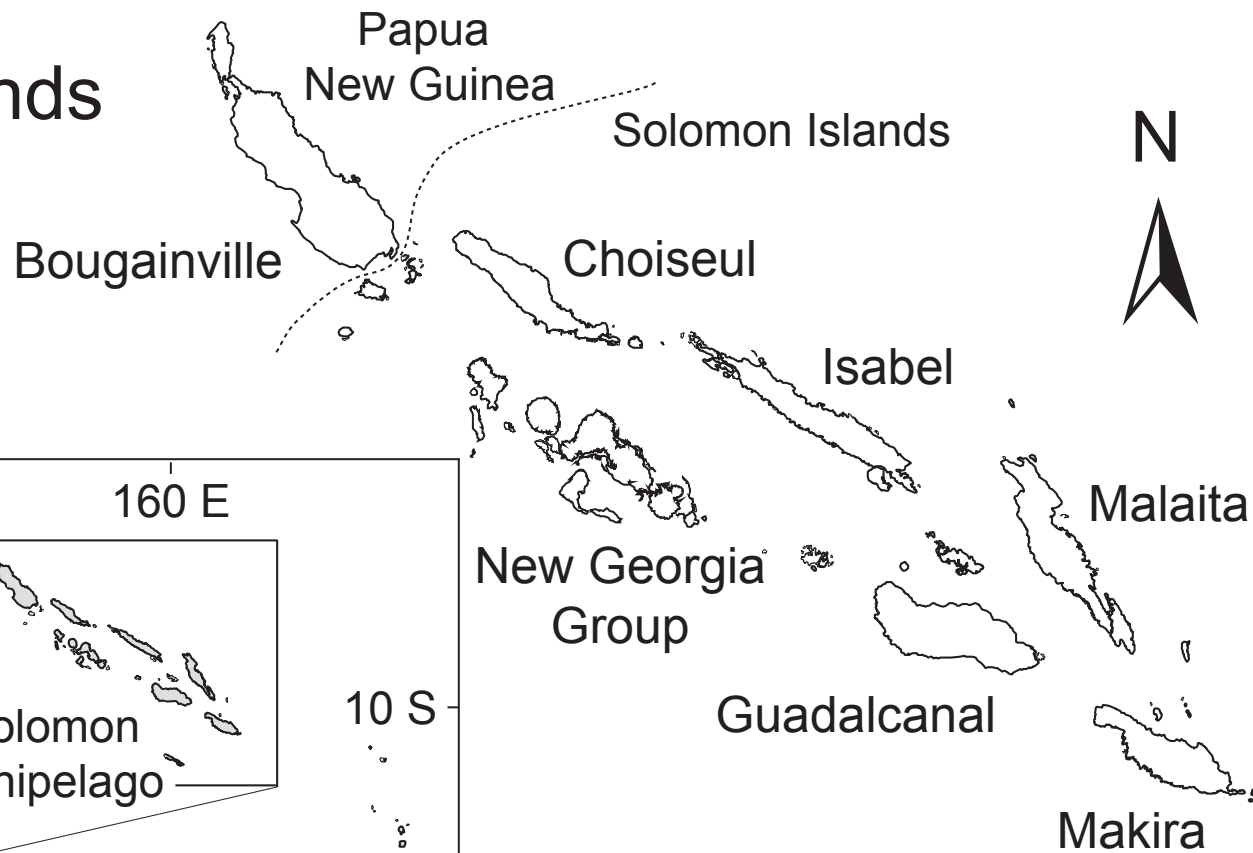 Papua
New Guinea
nds
Solomon Islands
N
Bougainville
Choiseul
Isabel
160 E
Malaita
New Georgia
Group
10 S
Guadalcanal
olomon
hipelago
Makira